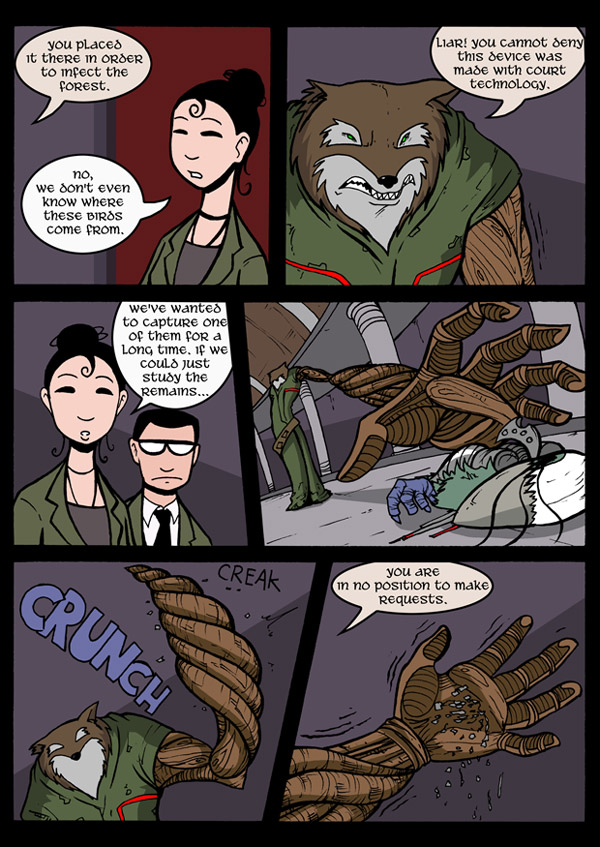 you placed
it there in order
to infect the
forest.
no,
we don't even
know where
these birds
come from.
Liar! you cannot deny
this device was
made with court
technology.
we've wanted
to capture one
of them for a
long time. if we
could just
study the
remains...
CREAK
CRUNCH
you are
in no position to make
requests.